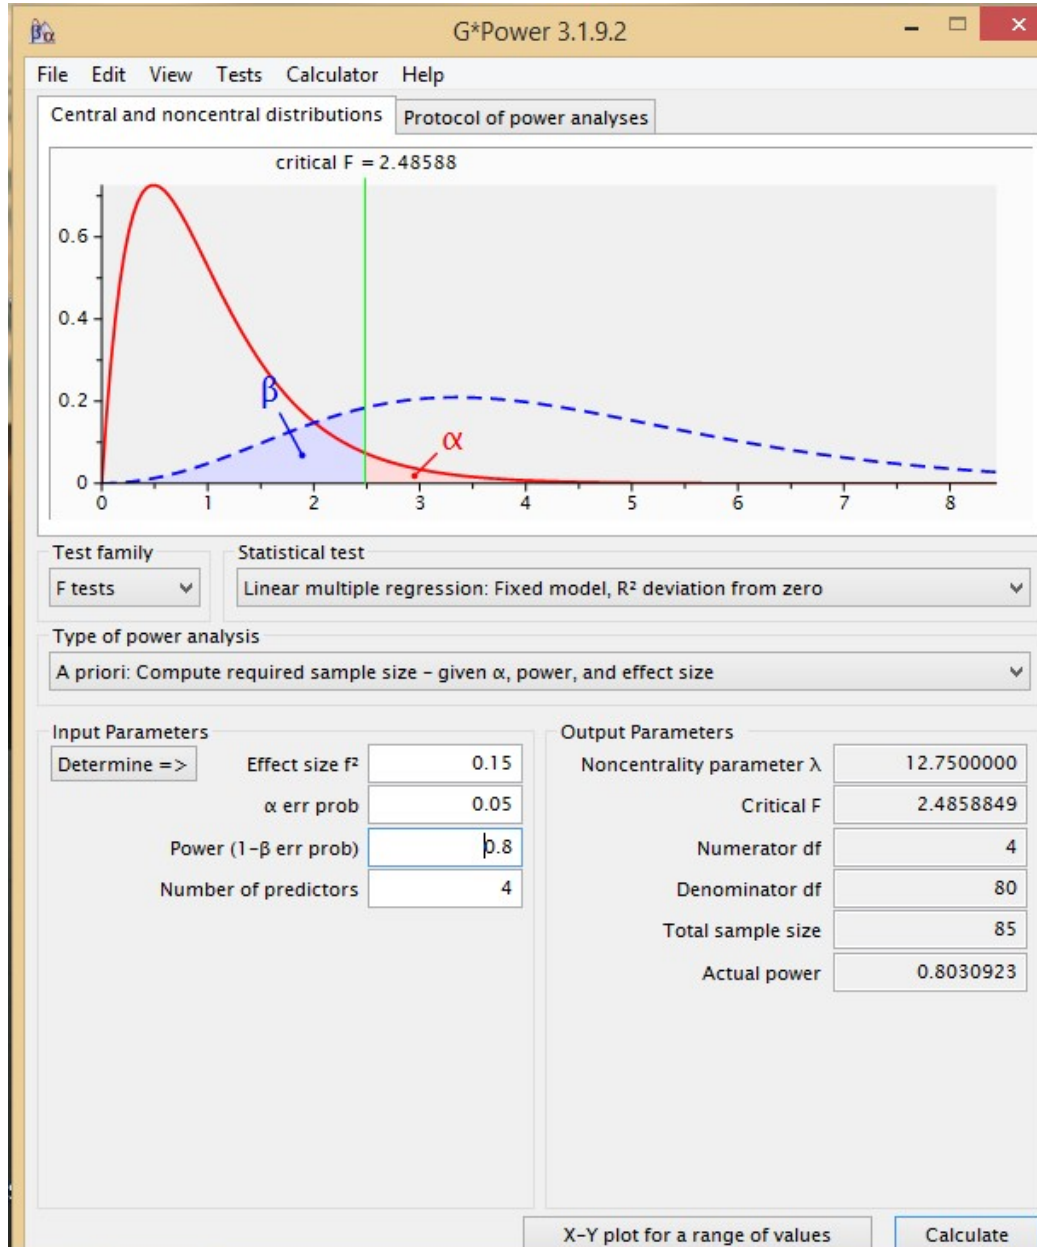 βα
G*Power 3.1.9.2
File Edit View Tests Calculator Help
Central and noncentral distributions
Protocol of power analyses
critical F = 2.48588
0.6
0.4
0.2
0
β
α
0 1 2 3 4 5 6 7 8
Test family
Statistical test
F tests
Linear multiple regression: Fixed model, R² deviation from zero
Type of power analysis
A priori: Compute required sample size – given α, power, and effect size
Input Parameters
Determine =>
Effect size f² 0.15
α err prob 0.05
Power (1-β err prob) 0.8
Number of predictors 4
Output Parameters
Noncentrality parameter λ 12.7500000
Critical F 2.4858849
Numerator df 4
Denominator df 80
Total sample size 85
Actual power 0.8030923
X-Y plot for a range of values
Calculate